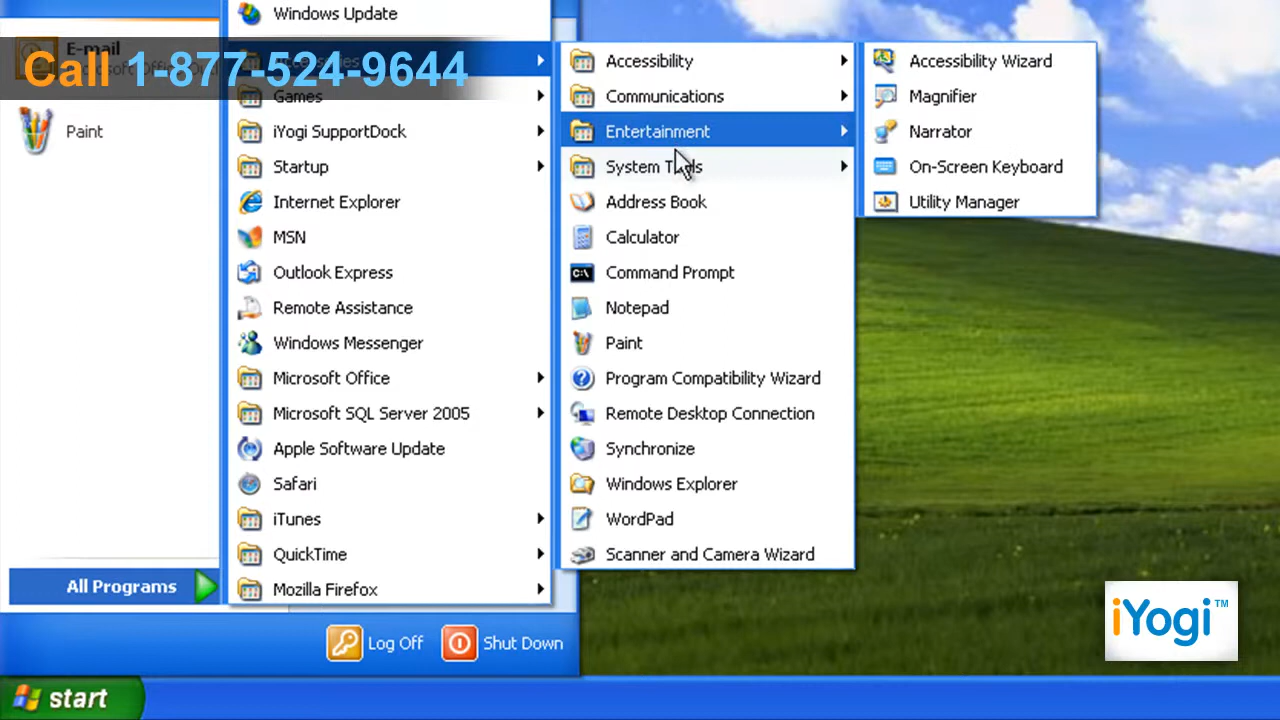 Windows Update
E-mail
Call 1-877-524-9644
Games
iYogi SupportDock
Startup
Internet Explorer
MSN
Outlook Express
Remote Assistance
Windows Messenger
Microsoft Office
Microsoft SQL Server 2005
Apple Software Update
Safari
iTunes
QuickTime
Mozilla Firefox
Paint
All Programs
Accessibility
Communications
Entertainment
System Tools
Address Book
Calculator
Command Prompt
Notepad
Paint
Program Compatibility Wizard
Remote Desktop Connection
Synchronize
Windows Explorer
WordPad
Scanner and Camera Wizard
Accessibility Wizard
Magnifier
Narrator
On-Screen Keyboard
Utility Manager
Log Off
Shut Down
start
iYogi™